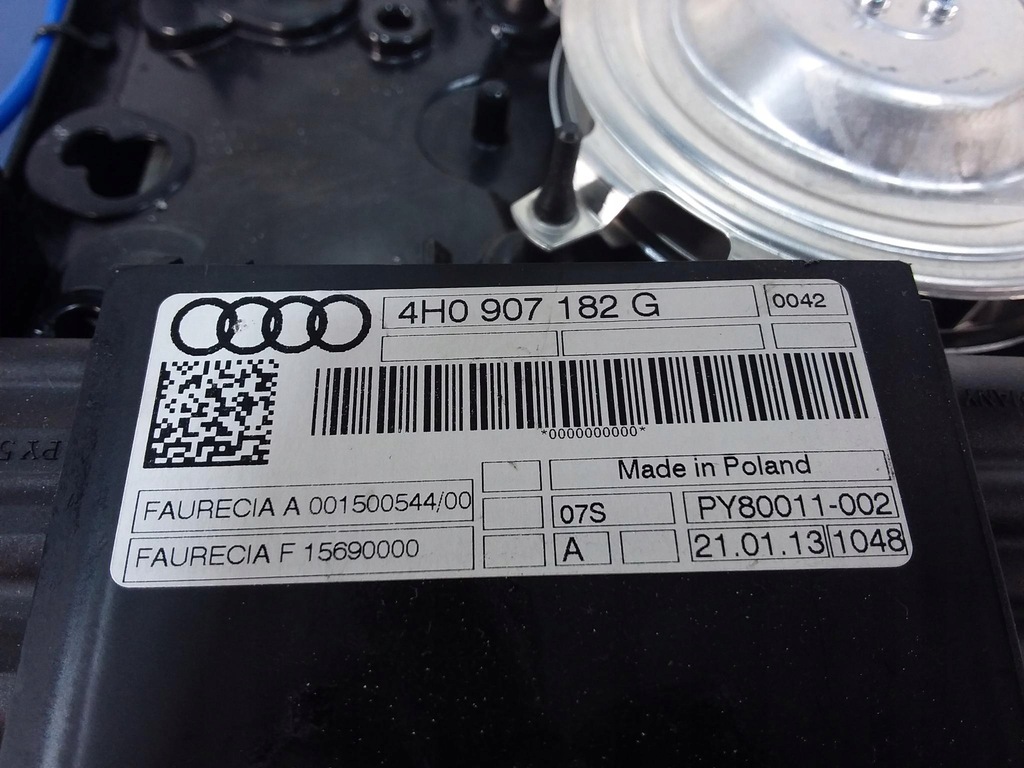 4H0 907 182 G
0042
*0000000000*
Made in Poland
FAURECIA A 001500544/00
07S
PY80011-002
FAURECIA F 15690000
A
21.01.13
1048